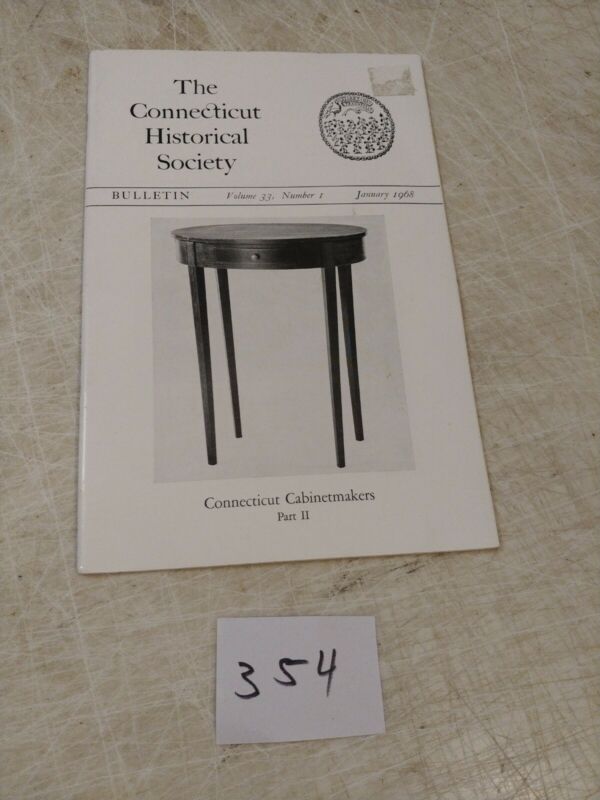 The
Connecticut
Historical
Society
BULLETIN Volume 33, Number 1 January 1968
Connecticut Cabinetmakers
Part II
354